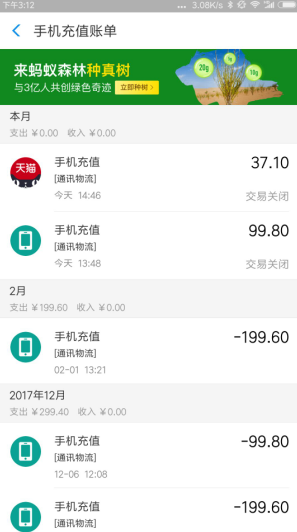 下午3:12
3.08K/s
手机充值账单
来蚂蚁森林种真树
与3亿人共创绿色奇迹 立即种树
20g
5g
10g
本月
支出 ￥0.00 收入 ￥0.00
天猫
手机充值
37.10
[通讯物流]
今天 14:46
交易关闭
手机充值
99.80
[通讯物流]
今天 13:48
交易关闭
2月
支出 ￥199.60 收入 ￥0.00
手机充值
-199.60
[通讯物流]
02-01 13:21
2017年12月
支出 ￥299.40 收入 ￥0.00
手机充值
-99.80
[通讯物流]
12-06 12:08
手机充值
-199.60
[通讯物流]